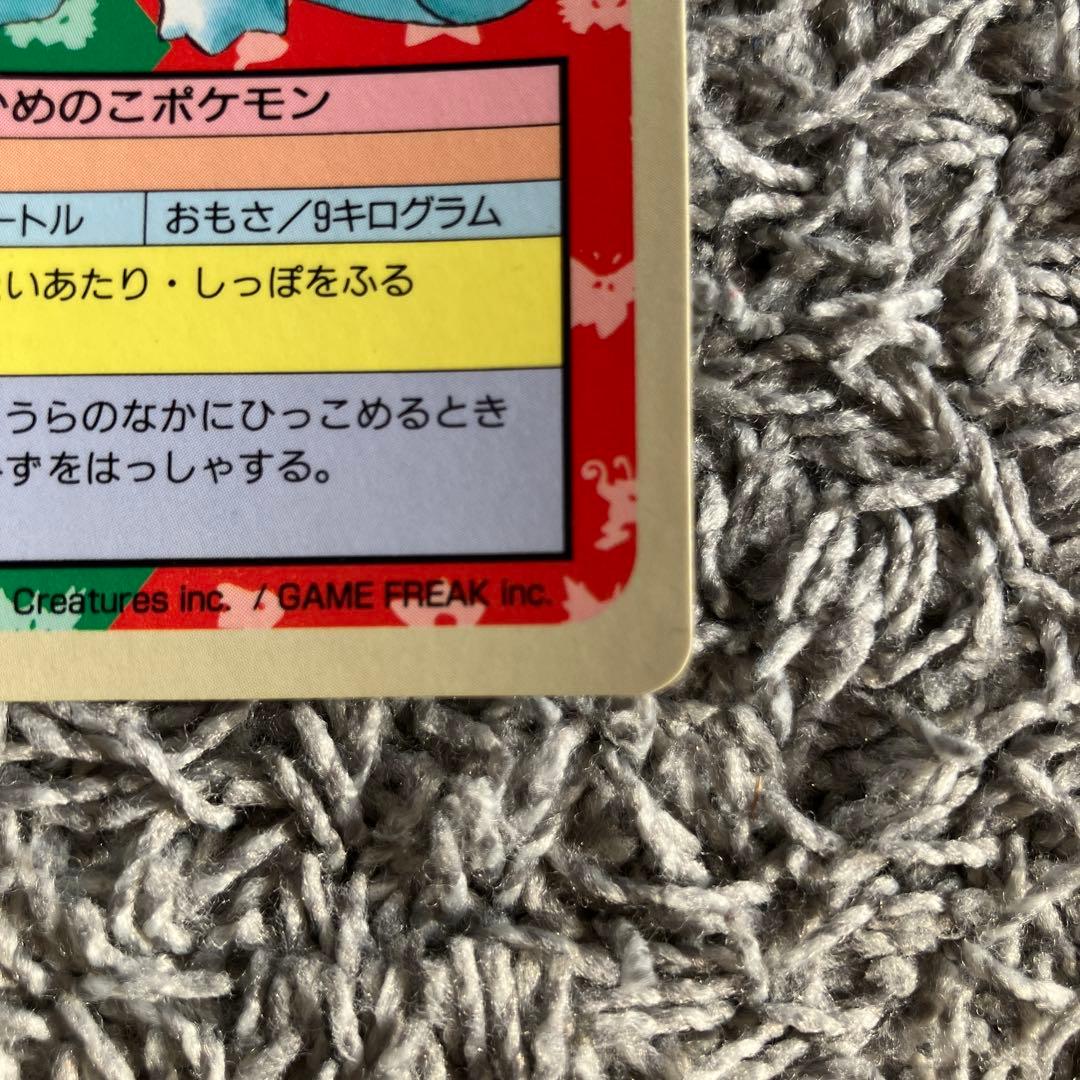 めのこポケモン
ートル おもさ/9キログラム
いあたり・しっぽをふる
うらのなかにひっこめるとき
ずをはっしゃする。
Creatures inc. / GAME FREAK inc.